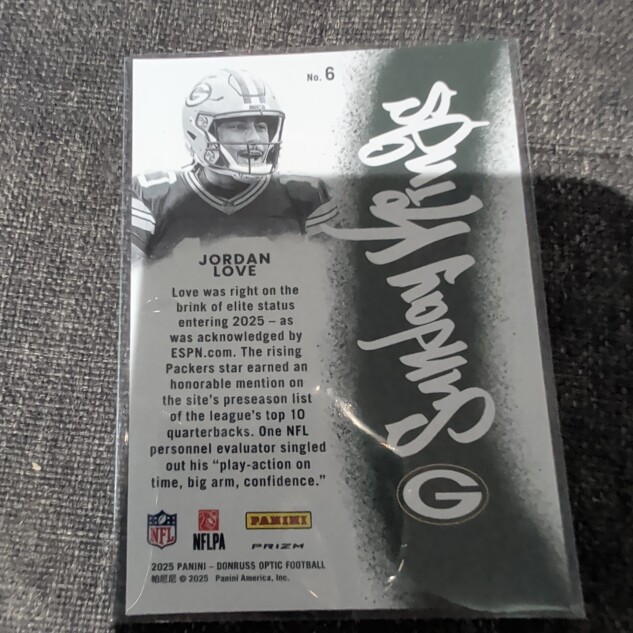 No. 6
G
JORDAN
LOVE
Love was right on the
brink of elite status
entering 2025 – as
was acknowledged by
ESPN.com. The rising
Packers star earned an
honorable mention on
the site's preseason list
of the league's top 10
quarterbacks. One NFL
personnel evaluator singled
out his "play-action on
time, big arm, confidence."
Sunday Kings
G
NFL
NFLPA
PANINI
PRIZM
2025 PANINI – DONRUSS OPTIC FOOTBALL
帕尼尼 © 2025 Panini America, Inc.